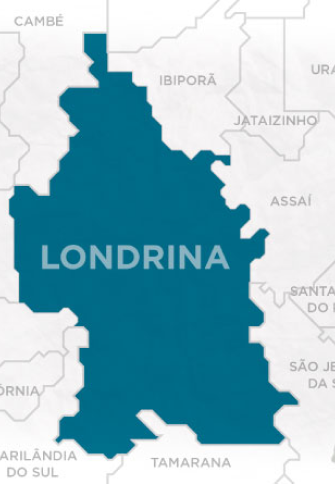 CAMBÉ
IBIPORÃ
URA
JATAIZINHO
ASSAÍ
LONDRINA
SANTA
DO
SÃO JE
DA S
ÓRNIA
ARILÂNDIA
DO SUL
TAMARANA